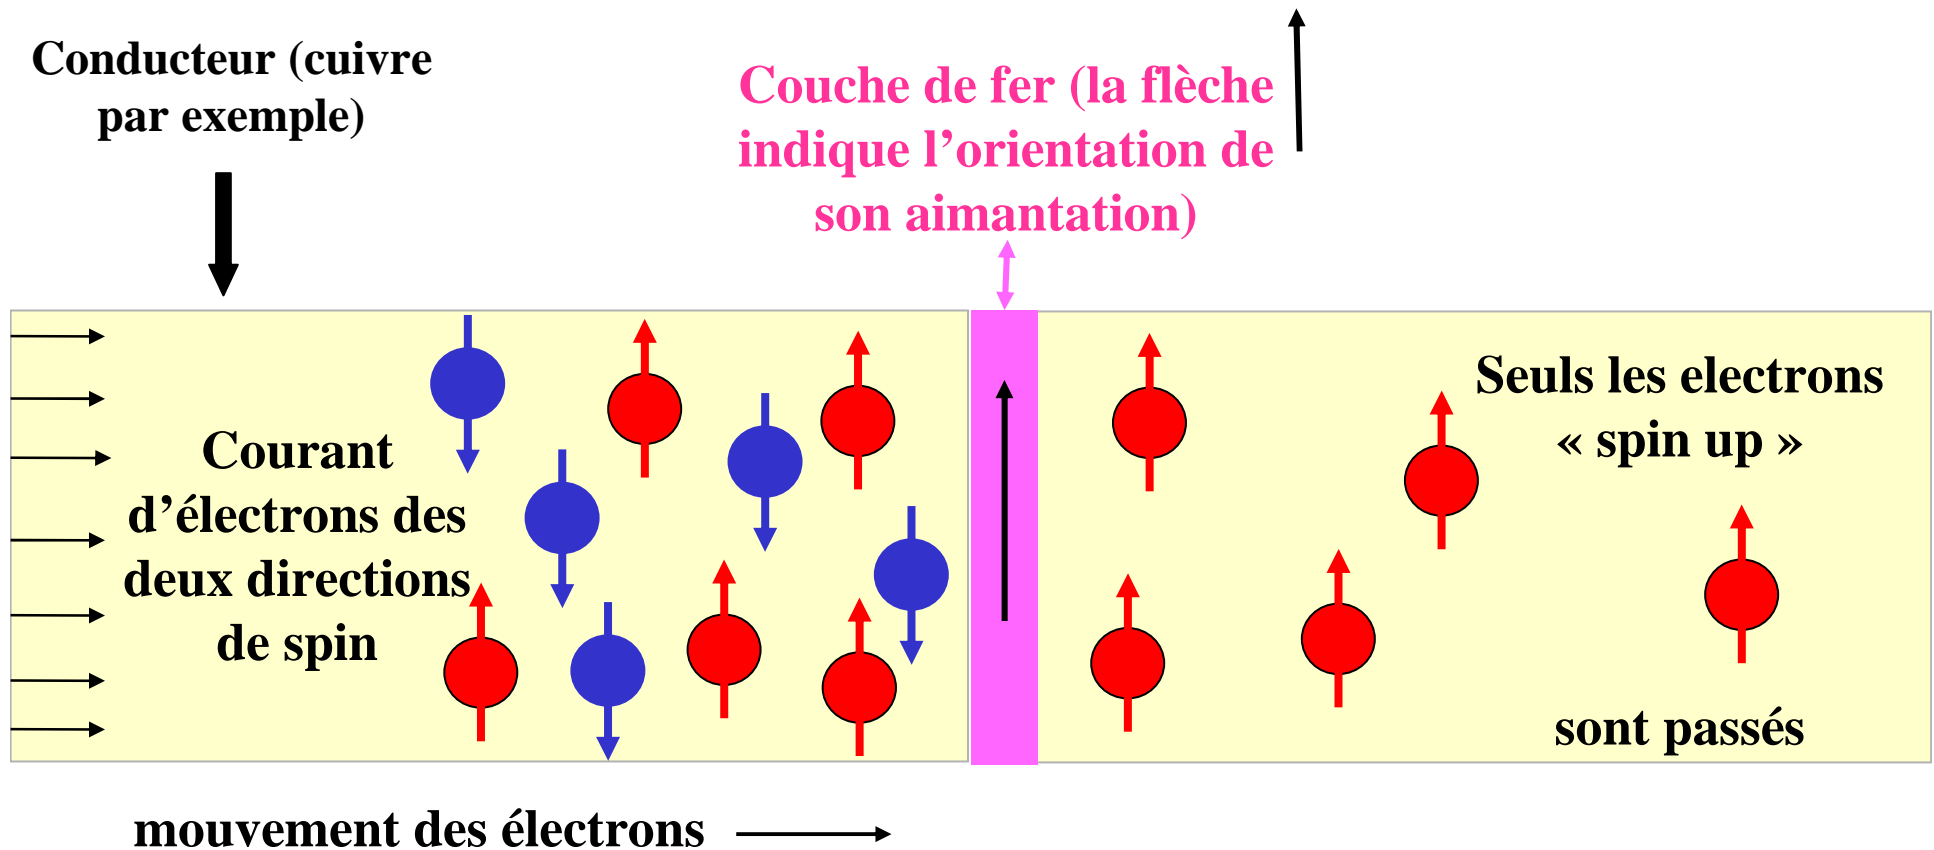 Conducteur (cuivre
par exemple)
Couche de fer (la flèche
indique l’orientation de
son aimantation)
Courant
d’électrons des
deux directions
de spin
Seuls les electrons
« spin up »
sont passés
mouvement des électrons